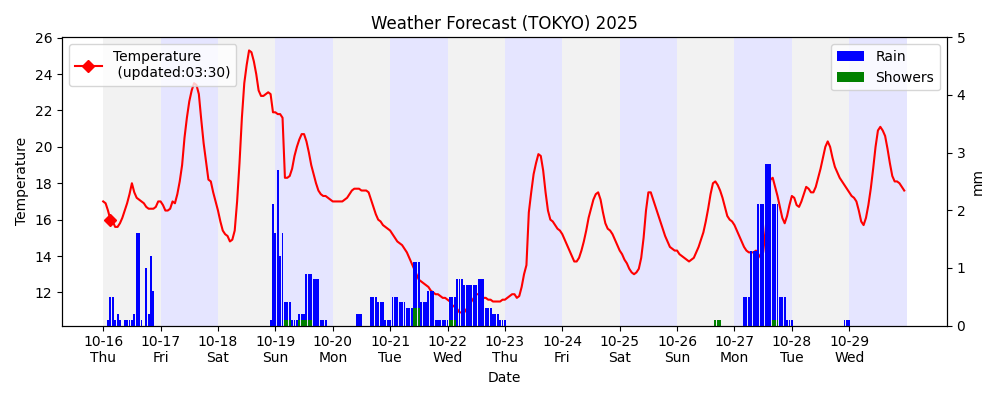 Weather Forecast (TOKYO) 2025
Temperature
(updated:03:30)
Rain
Showers
26
24
22
20
18
16
14
12
Temperature
5
4
3
2
1
0
mm
10-16 10-17 10-18 10-19 10-20 10-21 10-22 10-23 10-24 10-25 10-26 10-27 10-28 10-29
Thu Fri Sat Sun Mon Tue Wed Thu Fri Sat Sun Mon Tue Wed
Date